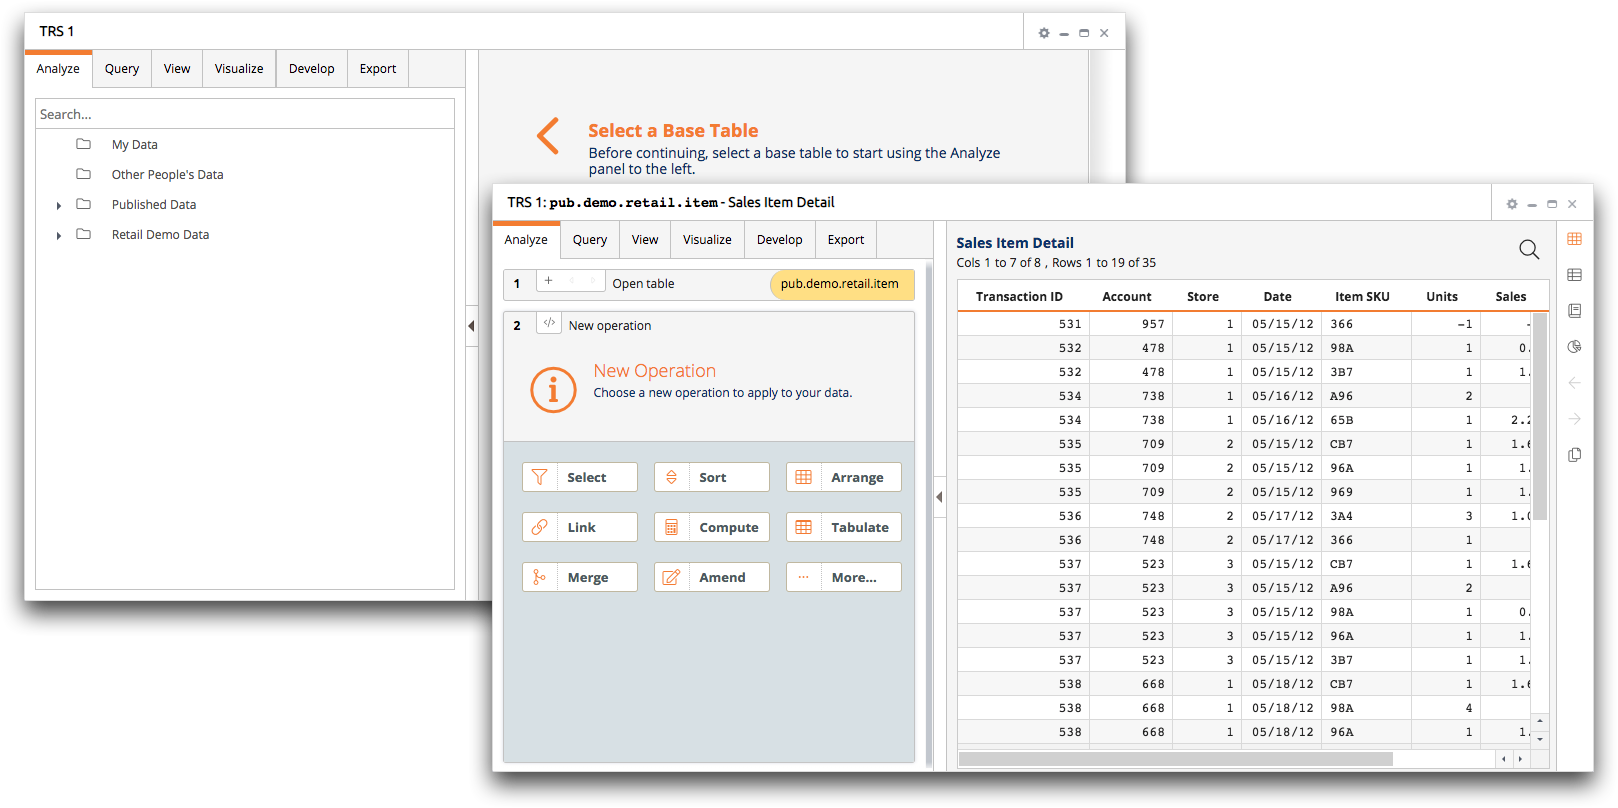 TRS 1
Analyze Query View Visualize Develop Export
Search...
My Data
Other People's Data
Published Data
Retail Demo Data
Select a Base Table
Before continuing, select a base table to start using the Analyze
panel to the left.
TRS 1: pub.demo.retail.item - Sales Item Detail
Analyze Query View Visualize Develop Export
1 Open table pub.demo.retail.item
2 New operation
New Operation
Choose a new operation to apply to your data.
Select Sort Arrange
Link Compute Tabulate
Merge Amend More...
Sales Item Detail
Cols 1 to 7 of 8 , Rows 1 to 19 of 35
Transaction ID Account Store Date Item SKU Units Sales
531 957 1 05/15/12 366 -1 -
532 478 1 05/15/12 98A 1 0.
532 478 1 05/15/12 3B7 1 1.
534 738 1 05/16/12 A96 2
534 738 1 05/16/12 65B 1 2.2
535 709 2 05/15/12 CB7 1 1.6
535 709 2 05/15/12 96A 1 1.
535 709 2 05/15/12 969 1 1.
536 748 2 05/17/12 3A4 3 1.0
536 748 2 05/17/12 366 1
537 523 3 05/15/12 CB7 1 1.6
537 523 3 05/15/12 A96 2
537 523 3 05/15/12 98A 1 0.
537 523 3 05/15/12 96A 1 1.
537 523 3 05/15/12 3B7 1 1.
538 668 1 05/18/12 CB7 1 1.6
538 668 1 05/18/12 98A 4
538 668 1 05/18/12 96A 1 1.